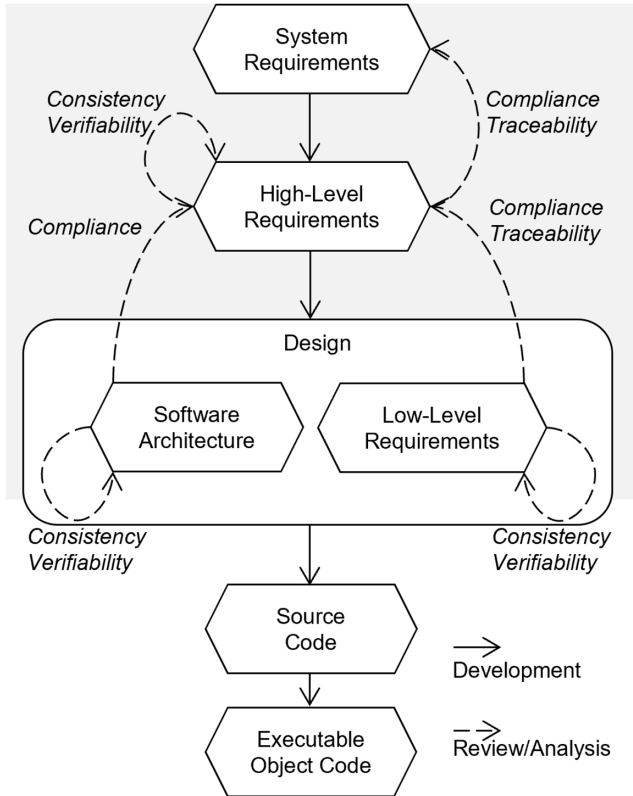 System
Requirements
Consistency
Verifiability
Compliance
Traceability
High-Level
Requirements
Compliance
Compliance
Traceability
Design
Software
Architecture
Low-Level
Requirements
Consistency
Verifiability
Consistency
Verifiability
Source
Code
Development
Executable
Object Code
Review/Analysis